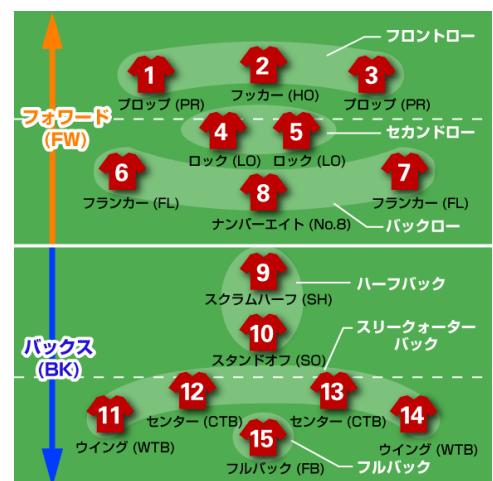 フロントロー
1
2
3
プロップ (PR)
フッカー (HO)
プロップ (PR)
フォワード
(FW)
4
5
セカンドロー
ロック (LO)
ロック (LO)
6
7
フランカー (FL)
8
フランカー (FL)
ナンバーエイト (No.8)
バックロー
9
ハーフバック
スクラムハーフ (SH)
10
スリークォーター
バック
バックス
(BK)
スタンドオフ (SO)
11
12
13
14
センター (CTB)
センター (CTB)
ウイング (WTB)
15
ウイング (WTB)
フルバック (FB)
フルバック